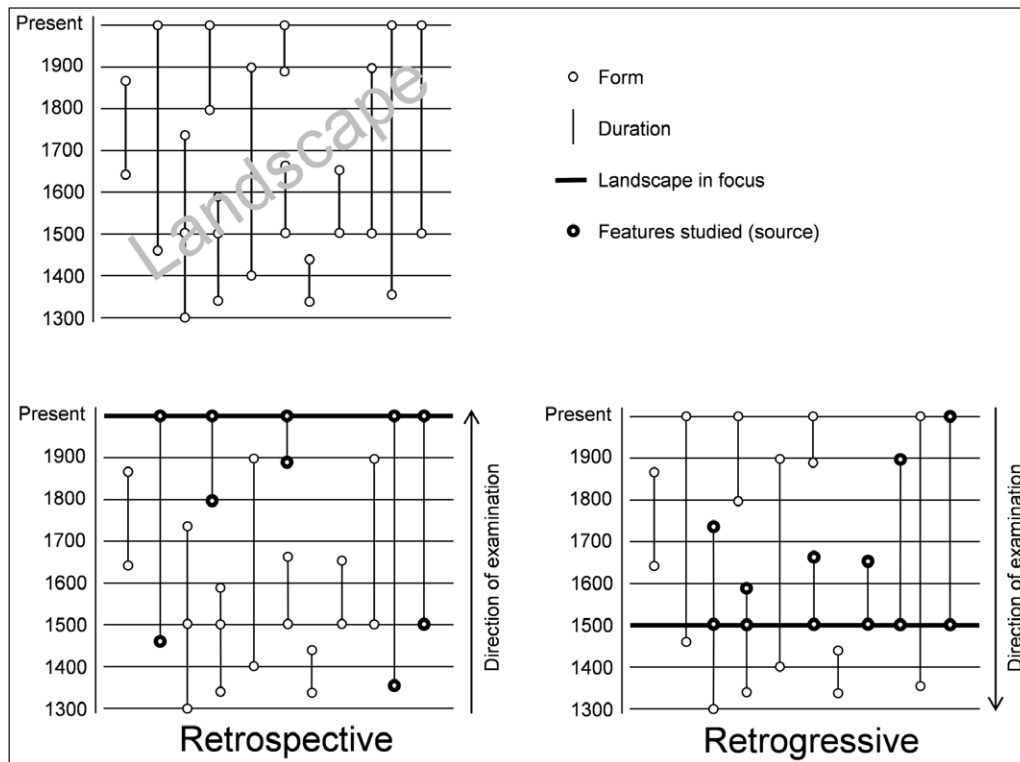 Present
1900
1800
1700
1600
1500
1400
1300
Landscape
Form
Duration
Landscape in focus
Features studied (source)
Present
1900
1800
1700
1600
1500
1400
1300
Direction of examination
Retrospective
Present
1900
1800
1700
1600
1500
1400
1300
Direction of examination
Retrogressive